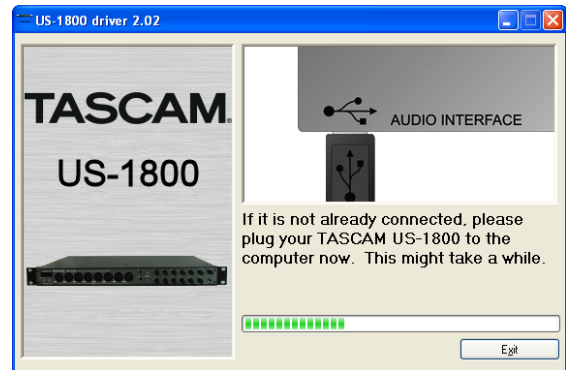 US-1800 driver 2.02
TASCAM®
US-1800
AUDIO INTERFACE
If it is not already connected, please
plug your TASCAM US-1800 to the
computer now. This might take a while.
Exit